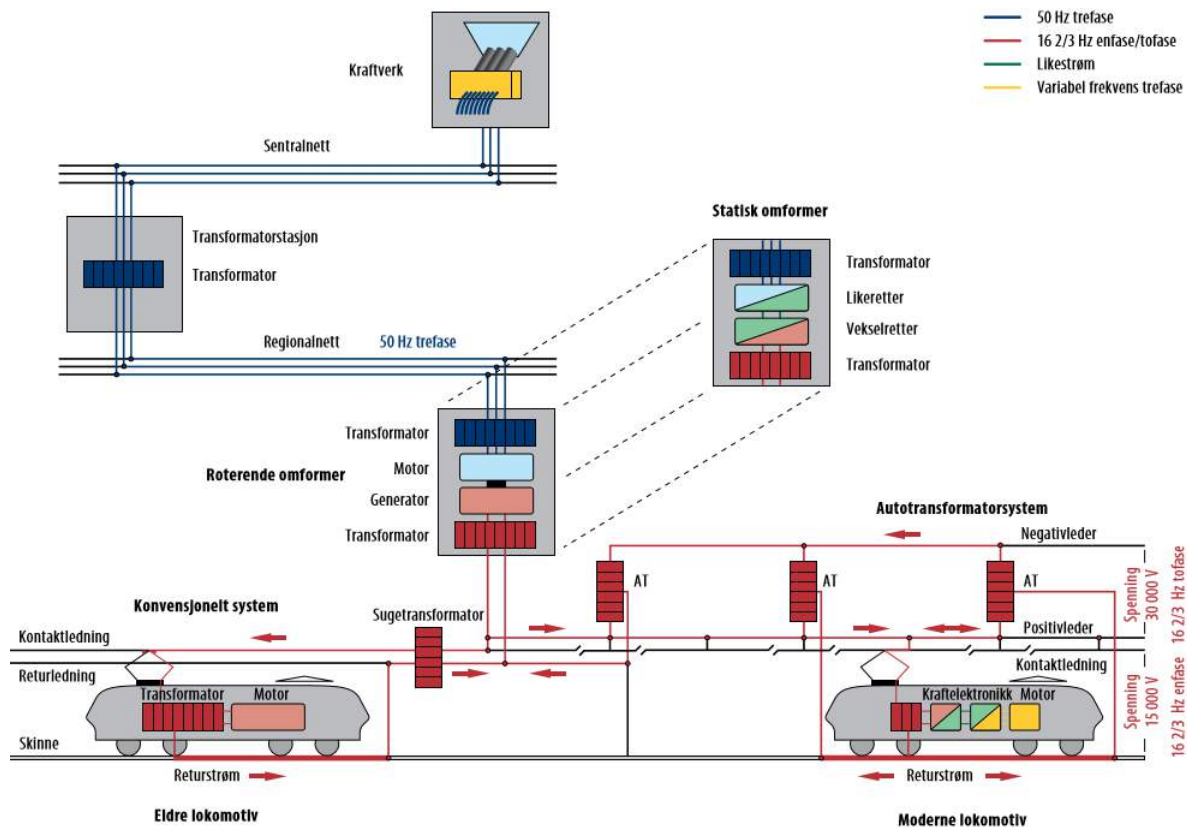 50 Hz trefase
16 2/3 Hz enfase/tofase
Likestrøm
Variabel frekvens trefase
Kraftverk
Sentralnett
Transformatorstasjon
Transformator
Statisk omformer
Transformator
Likeretter
Vekselretter
Transformator
Regionalnett 50 Hz trefase
Transformator
Motor
Roterende omformer
Generator
Transformator
Autotransformatorsystem
Negativleder
AT
AT
AT
Spenning
30 000 V
16 2/3 Hz tofase
Konvensjonelt system
Sugetransformator
Kontaktledning
Positivleder
Returledning
Kontaktledning
Transformator Motor
Kraftelektronikk Motor
Spenning
15 000 V
16 2/3 Hz enfase
Skinne
Returstrøm
Returstrøm
Eldre lokomotiv
Moderne lokomotiv